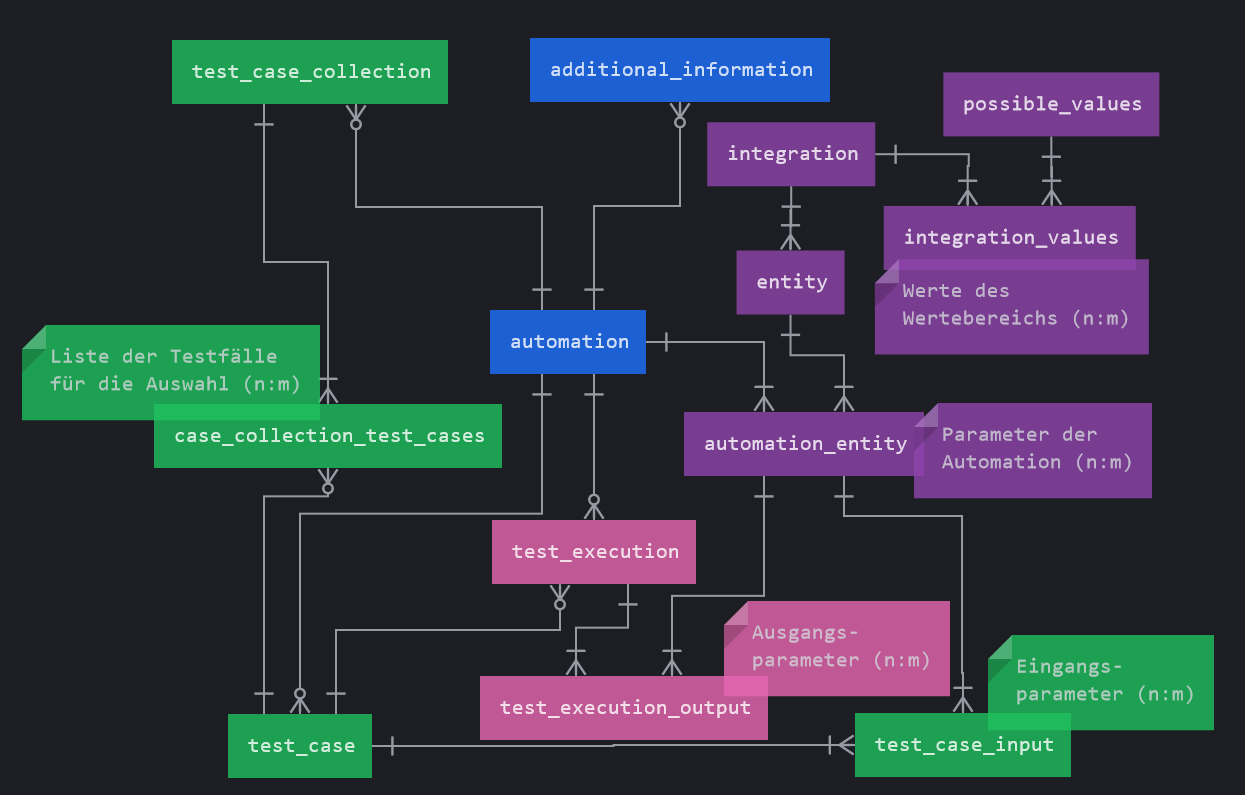 test_case_collection
additional_information
possible_values
integration
integration_values
Werte des
Wertebereichs (n:m)
entity
automation
Liste der Testfälle
für die Auswahl (n:m)
case_collection_test_cases
automation_entity
Parameter der
Automation (n:m)
test_execution
Ausgangs-
parameter (n:m)
test_execution_output
Eingangs-
parameter (n:m)
test_case
test_case_input